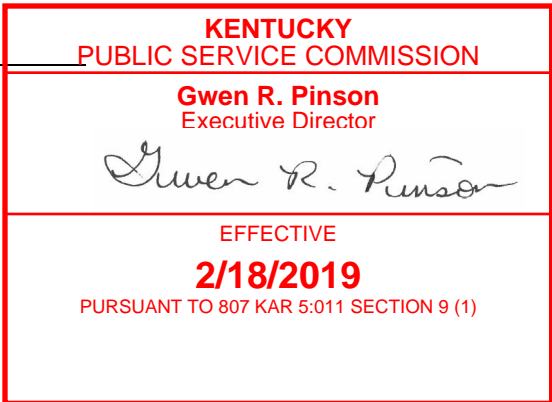 KENTUCKY
PUBLIC SERVICE COMMISSION
Gwen R. Pinson
Executive Director
Gwen R. Pinson
EFFECTIVE
2/18/2019
PURSUANT TO 807 KAR 5:011 SECTION 9 (1)